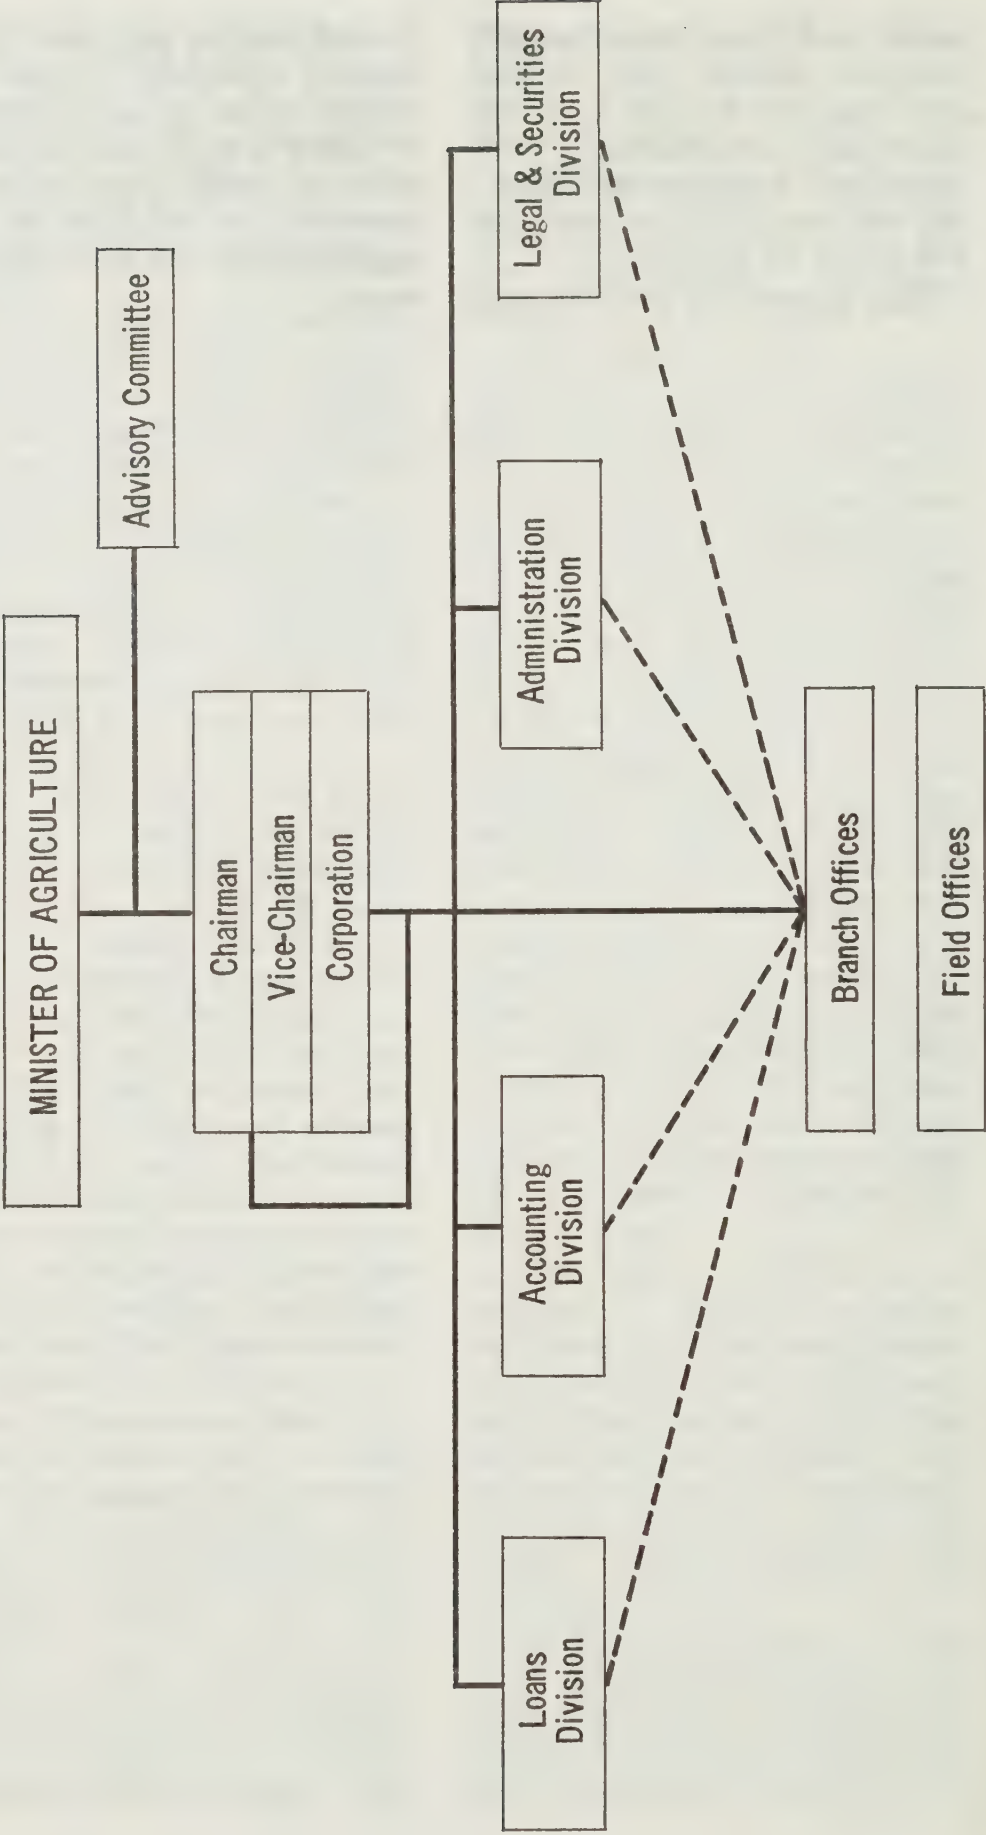 MINISTER OF AGRICULTURE
Advisory Committee
Chairman
Vice-Chairman
Corporation
Loans
Division
Accounting
Division
Administration
Division
Legal & Securities
Division
Branch Offices
Field Offices